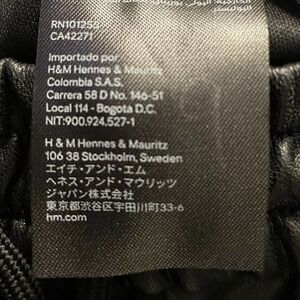 RN101255
CA42271
Importado por
H&M Hennes & Mauritz
Colombia S.A.S.
Carrera 58 D No. 146-51
Local 114 - Bogota D.C.
NIT:900.924.527-1
H & M Hennes & Mauritz
106 38 Stockholm, Sweden
エイチ・アンド・エム
ヘネス・アンド・マウリッツ
ジャパン株式会社
東京都渋谷区宇田川町33-6
hm.com